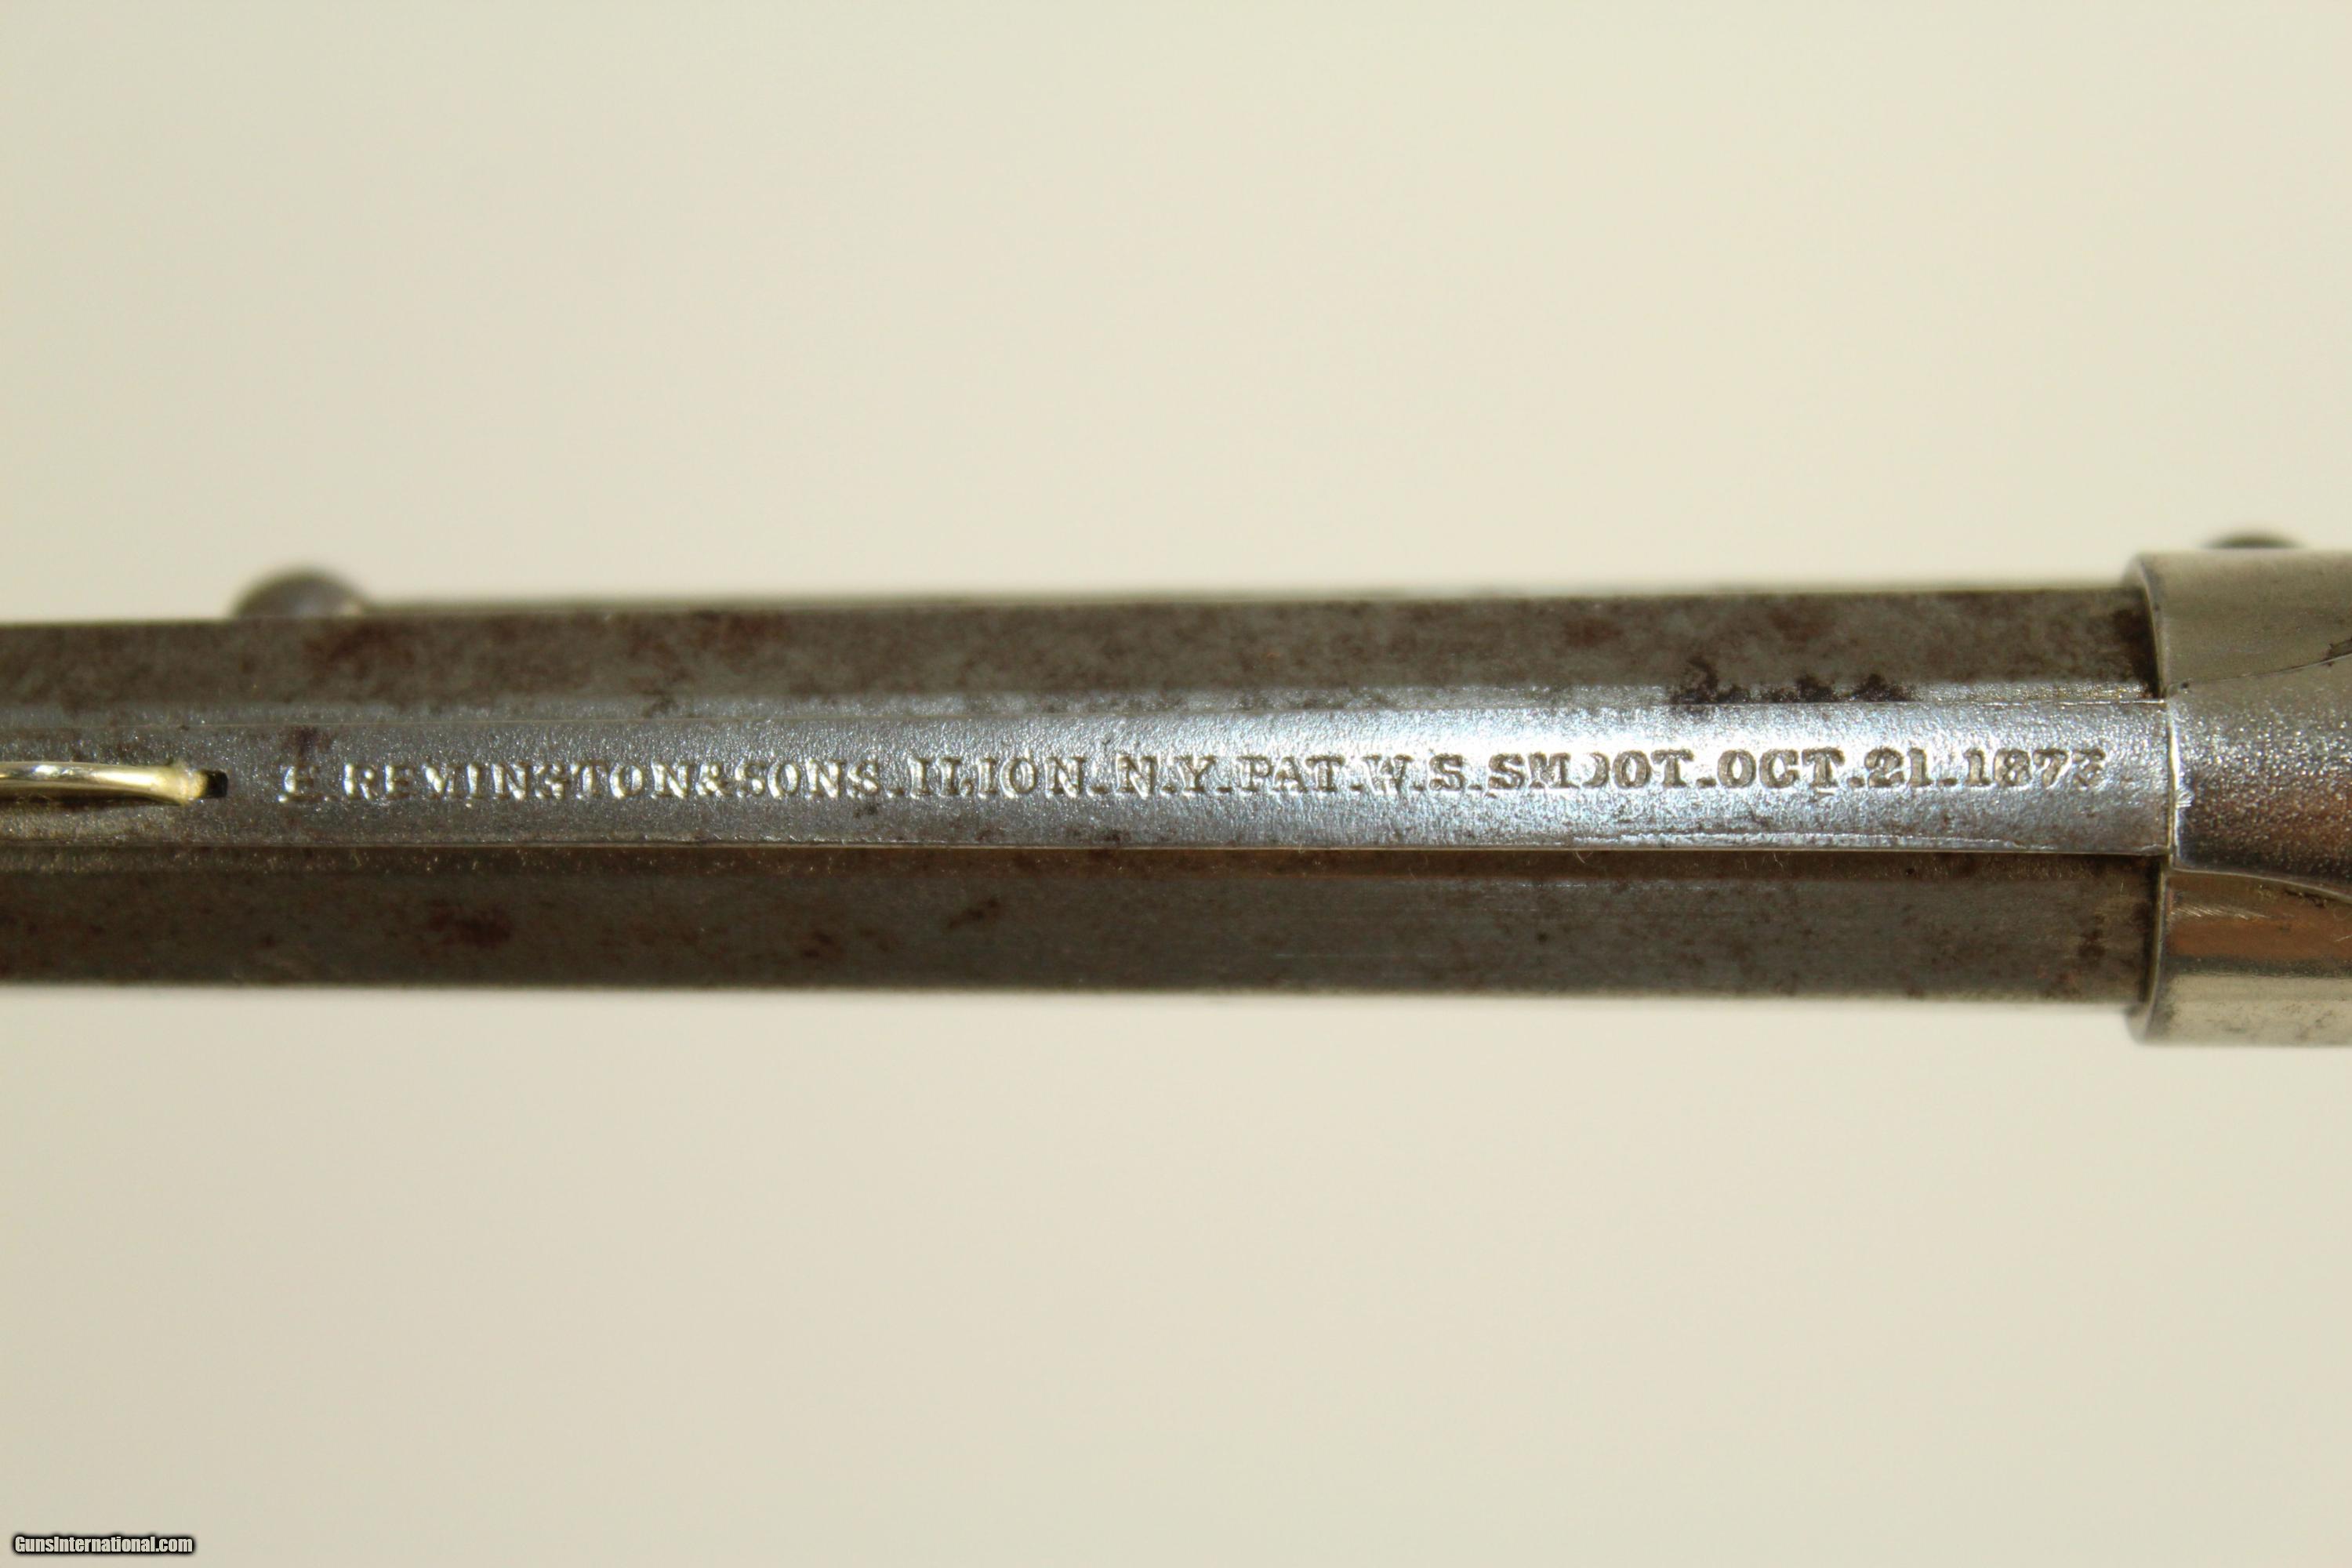 E. REMINGTON & SONS. ILION. N.Y. PAT. W. S. SMOOT. OCT. 21. 1873
GunsInternational.com